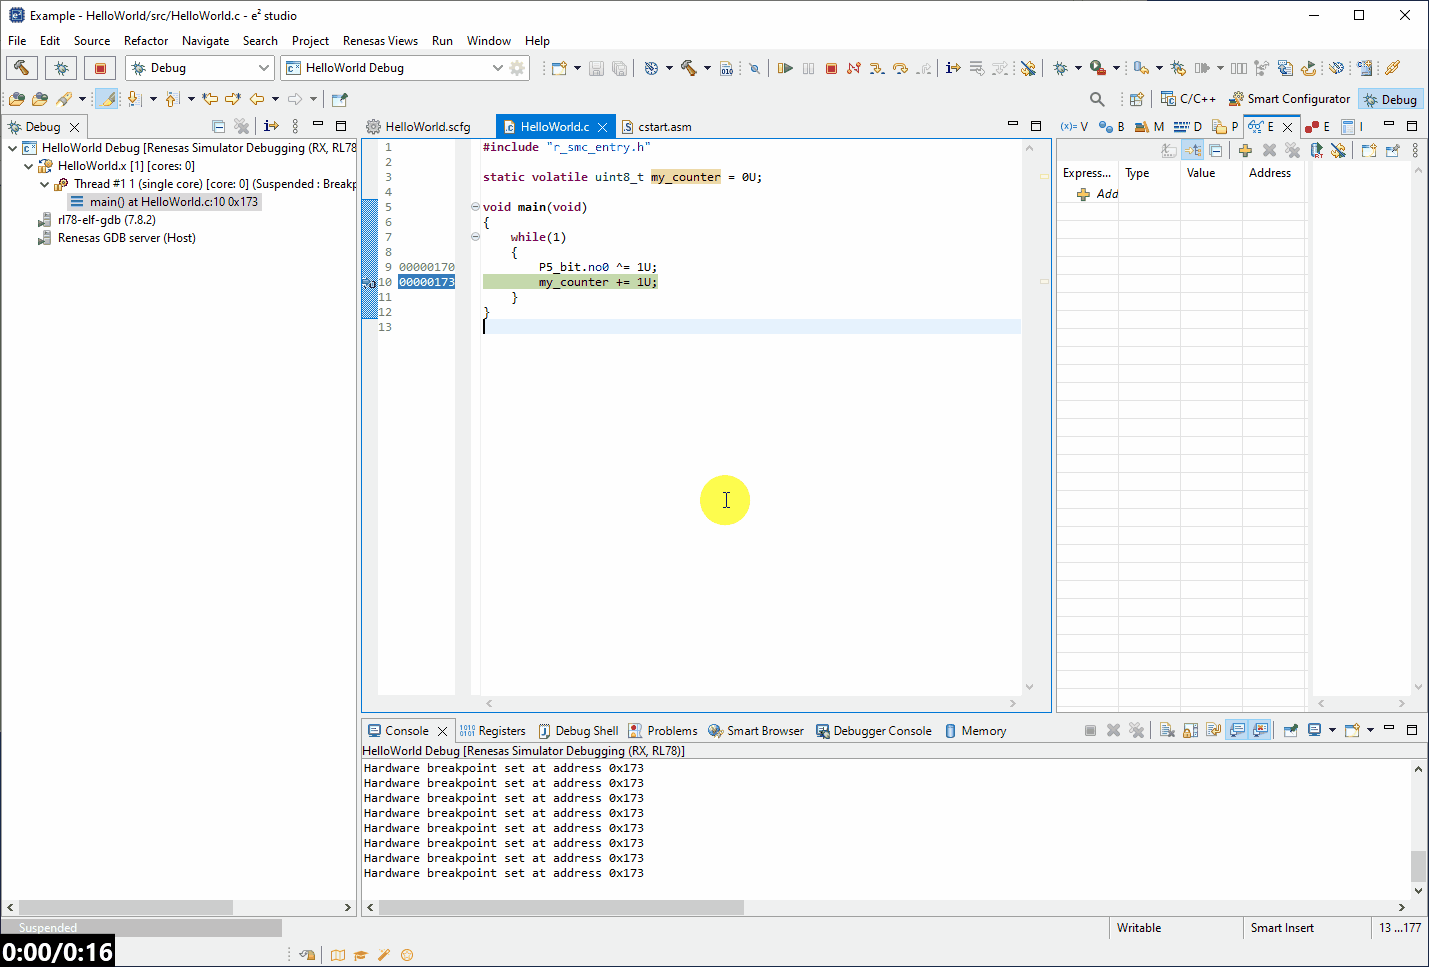 Example - HelloWorld/src/HelloWorld.c - e² studio
File Edit Source Refactor Navigate Search Project Renesas Views Run Window Help
Debug HelloWorld Debug
C/C++ Smart Configurator Debug
Debug
HelloWorld Debug [Renesas Simulator Debugging (RX, RL78
HelloWorld.x [1] [cores: 0]
Thread #1 1 (single core) [core: 0] (Suspended : Breakp
main() at HelloWorld.c:10 0x173
rl78-elf-gdb (7.8.2)
Renesas GDB server (Host)
HelloWorld.scfg HelloWorld.c cstart.asm
1 #include "r_smc_entry.h"
2
3 static volatile uint8_t my_counter = 0U;
4
5 void main(void)
6 {
7 while(1)
8 {
9 00000170 P5_bit.no0 ^= 1U;
10 00000173 my_counter += 1U;
11 }
12 }
13
(x)= V B M D P E E I
Express... Type Value Address
Add
Console Registers Debug Shell Problems Smart Browser Debugger Console Memory
HelloWorld Debug [Renesas Simulator Debugging (RX, RL78)]
Hardware breakpoint set at address 0x173
Hardware breakpoint set at address 0x173
Hardware breakpoint set at address 0x173
Hardware breakpoint set at address 0x173
Hardware breakpoint set at address 0x173
Hardware breakpoint set at address 0x173
Hardware breakpoint set at address 0x173
Hardware breakpoint set at address 0x173
Suspended
Writable Smart Insert 13 ...177
0:00/0:16